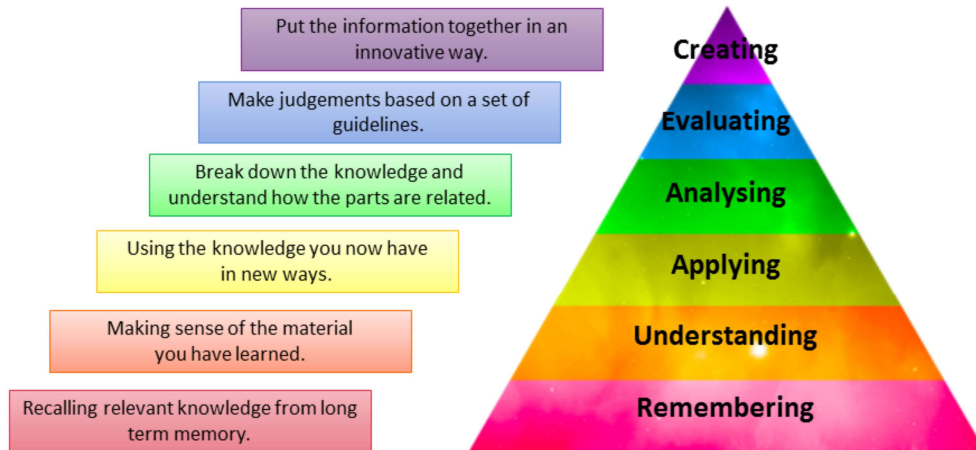 Put the information together in an
innovative way.
Creating
Make judgements based on a set of
guidelines.
Evaluating
Break down the knowledge and
understand how the parts are related.
Analysing
Using the knowledge you now have
in new ways.
Applying
Making sense of the material
you have learned.
Understanding
Recalling relevant knowledge from long
term memory.
Remembering